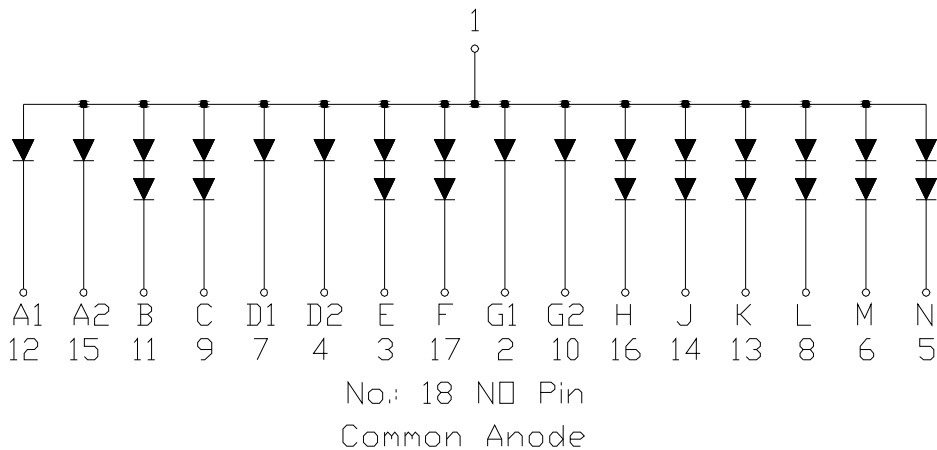 1
A1 A2 B C D1 D2 E F G1 G2 H J K L M N
12 15 11 9 7 4 3 17 2 10 16 14 13 8 6 5
No.: 18 NO Pin
Common Anode